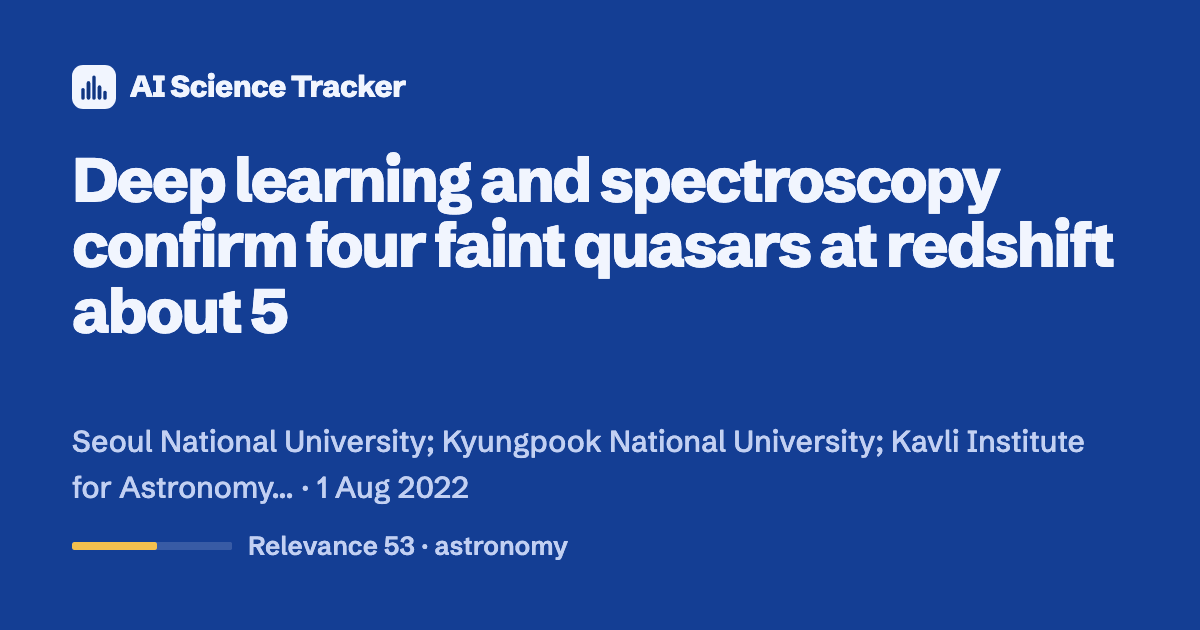 AI Science Tracker
Deep learning and spectroscopy
confirm four faint quasars at redshift
about 5
Seoul National University; Kyungpook National University; Kavli Institute
for Astronomy... · 1 Aug 2022
Relevance 53 · astronomy